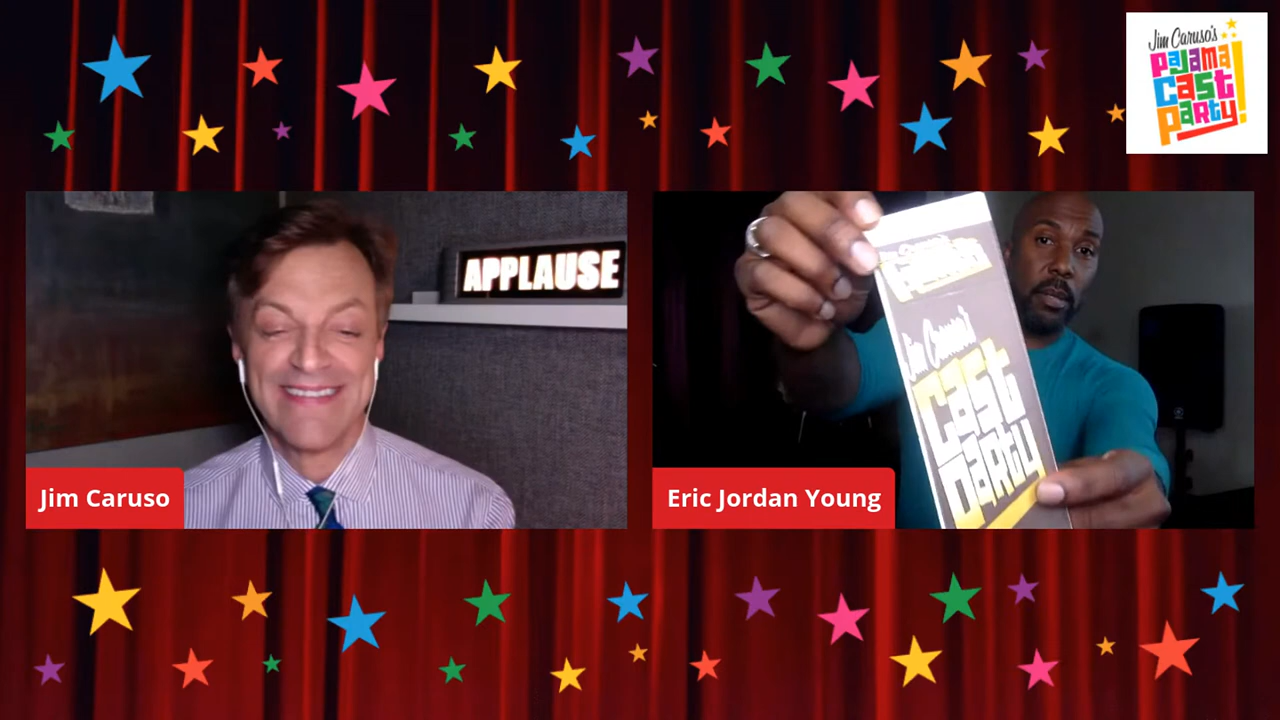 Jim Caruso's
Pajama
Cast
Party!
APPLAUSE
Jim Caruso
Jim Caruso's
Cast
Party
Eric Jordan Young